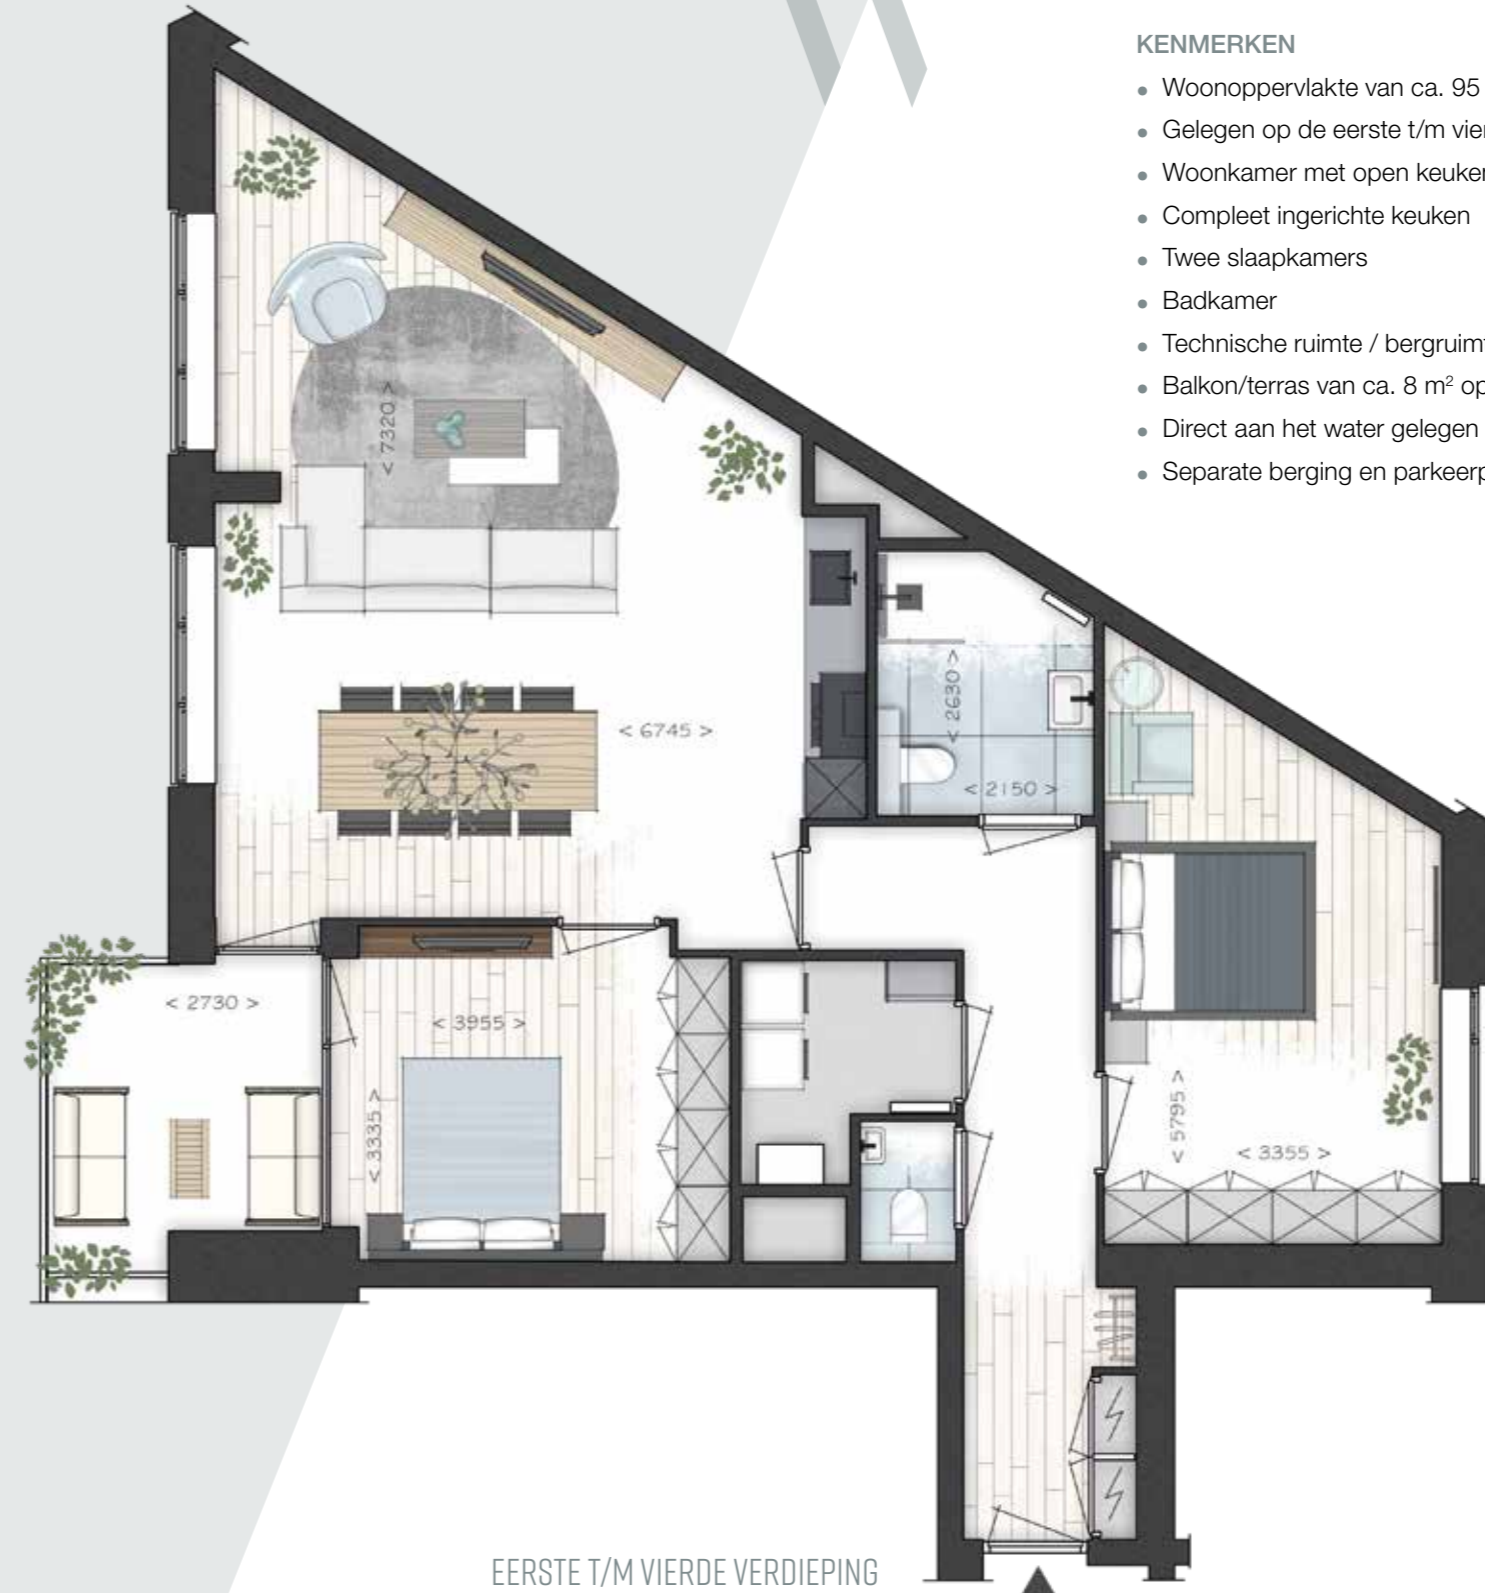 KENMERKEN
• Woonoppervlakte van ca. 95
• Gelegen op de eerste t/m vier
• Woonkamer met open keuken
• Compleet ingerichte keuken
• Twee slaapkamers
• Badkamer
• Technische ruimte / bergruimt
• Balkon/terras van ca. 8 m² op
• Direct aan het water gelegen
• Separate berging en parkeerp
< 7320 >
< 6745 >
< 2630 >
< 2150 >
< 2730 >
< 3955 >
< 3335 >
< 5795 >
< 3355 >
EERSTE T/M VIERDE VERDIEPING